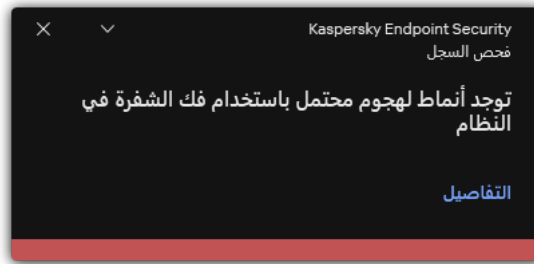 Kaspersky Endpoint Security
فحص السجل
توجد أنماط لهجوم محتمل باستخدام فك الشفرة في
النظام
التفاصيل